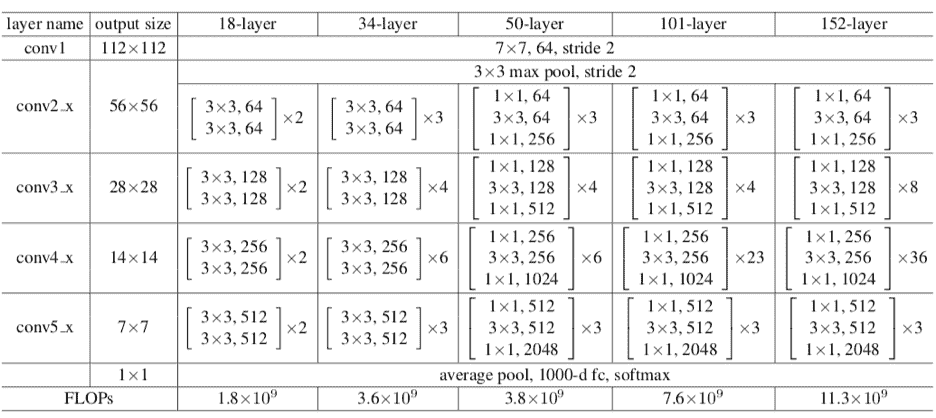 layer name output size 18-layer 34-layer 50-layer 101-layer 152-layer
conv1 112×112 7×7, 64, stride 2
3×3 max pool, stride 2
conv2_x 56×56 [3×3, 64 3×3, 64]×2 [3×3, 64 3×3, 64]×3 [1×1, 64 3×3, 64 1×1, 256]×3 [1×1, 64 3×3, 64 1×1, 256]×3 [1×1, 64 3×3, 64 1×1, 256]×3
conv3_x 28×28 [3×3, 128 3×3, 128]×2 [3×3, 128 3×3, 128]×4 [1×1, 128 3×3, 128 1×1, 512]×4 [1×1, 128 3×3, 128 1×1, 512]×4 [1×1, 128 3×3, 128 1×1, 512]×8
conv4_x 14×14 [3×3, 256 3×3, 256]×2 [3×3, 256 3×3, 256]×6 [1×1, 256 3×3, 256 1×1, 1024]×6 [1×1, 256 3×3, 256 1×1, 1024]×23 [1×1, 256 3×3, 256 1×1, 1024]×36
conv5_x 7×7 [3×3, 512 3×3, 512]×2 [3×3, 512 3×3, 512]×3 [1×1, 512 3×3, 512 1×1, 2048]×3 [1×1, 512 3×3, 512 1×1, 2048]×3 [1×1, 512 3×3, 512 1×1, 2048]×3
1×1 average pool, 1000-d fc, softmax
FLOPs 1.8×10⁹ 3.6×10⁹ 3.8×10⁹ 7.6×10⁹ 11.3×10⁹